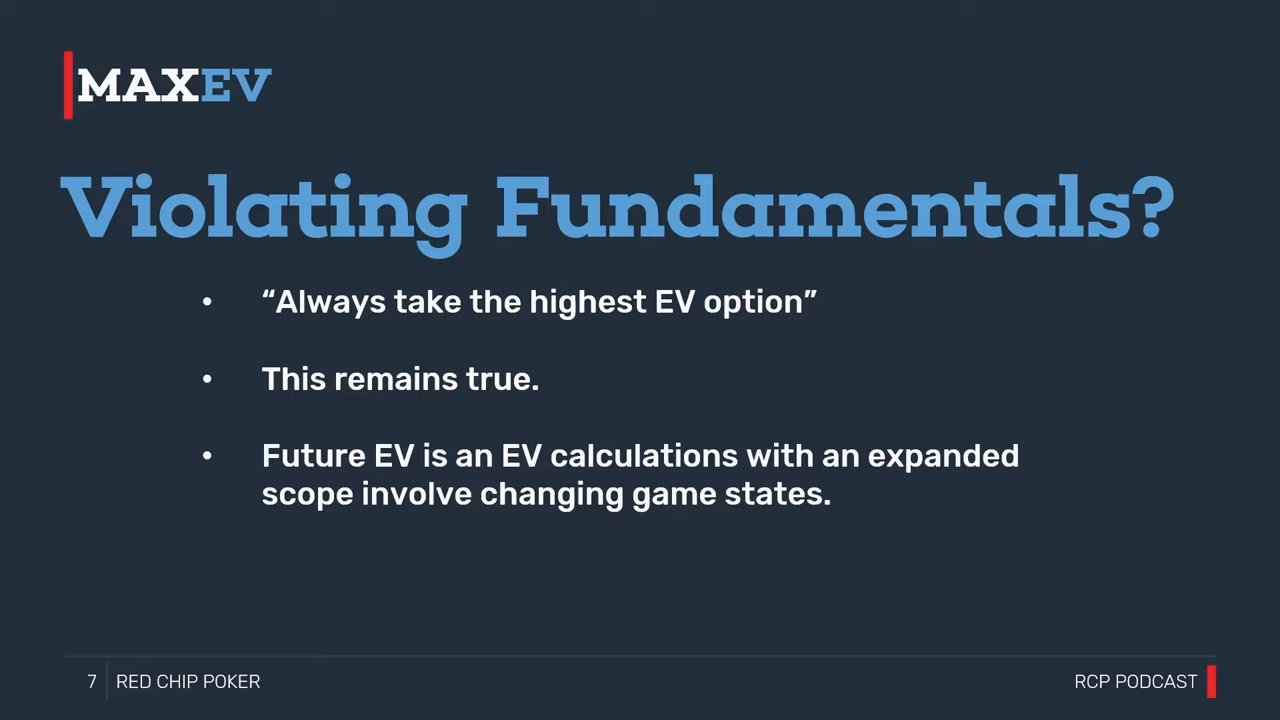 MAXEV
Violating Fundamentals?
• “Always take the highest EV option”
• This remains true.
• Future EV is an EV calculations with an expanded
scope involve changing game states.
7 RED CHIP POKER
RCP PODCAST